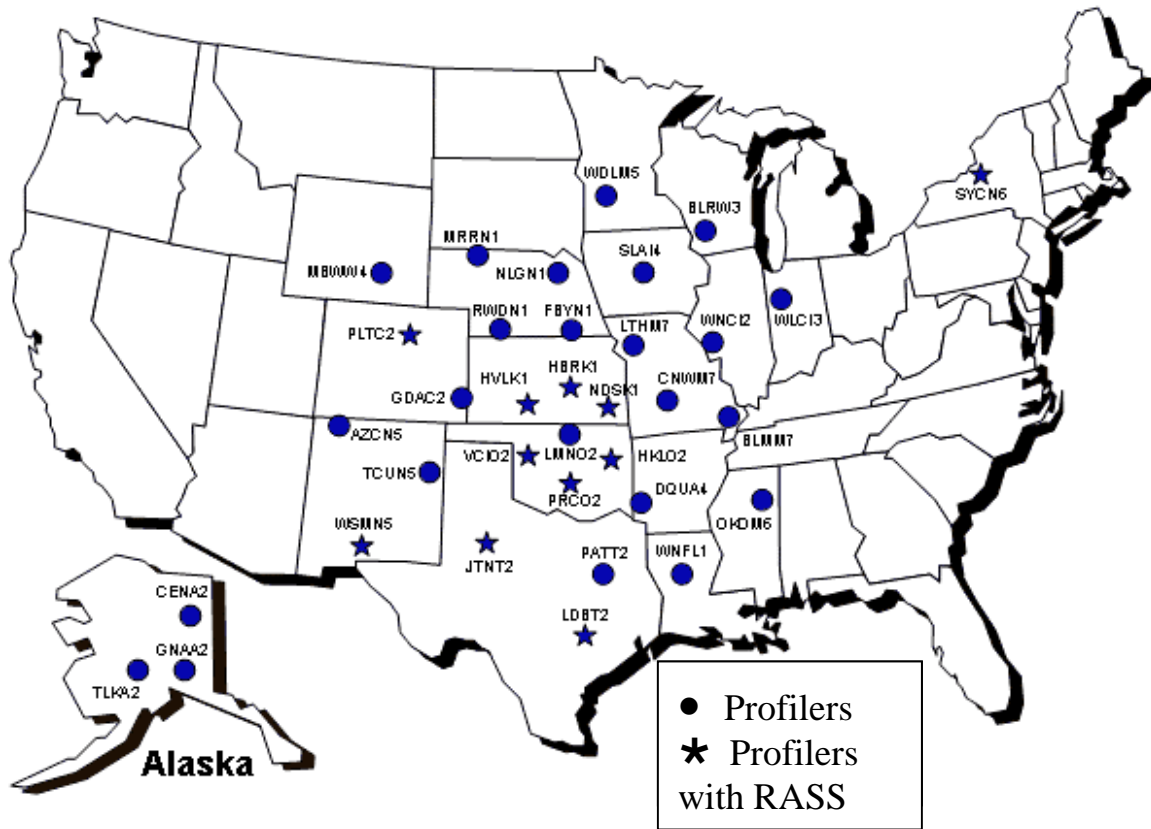 WDLM5
SYCN6
BLRW3
MRRN1
SLAI4
MBWW4
NLGN1
RWDN1
FBYN1
WNCI2
WLCI3
PLTC2
LTHM7
HBRK1
HVLK1
NDSK1
CNWM7
GDAC2
AZCN5
BLMM7
VCIO2
LMNO2
HKLO2
TCUN5
DQUA4
PRCO2
OKOM6
WSMN5
JTNT2
PATT2
WNFL1
CENA2
LDBT2
GNAA2
TLKA2
Alaska
Profilers
Profilers
with RASS